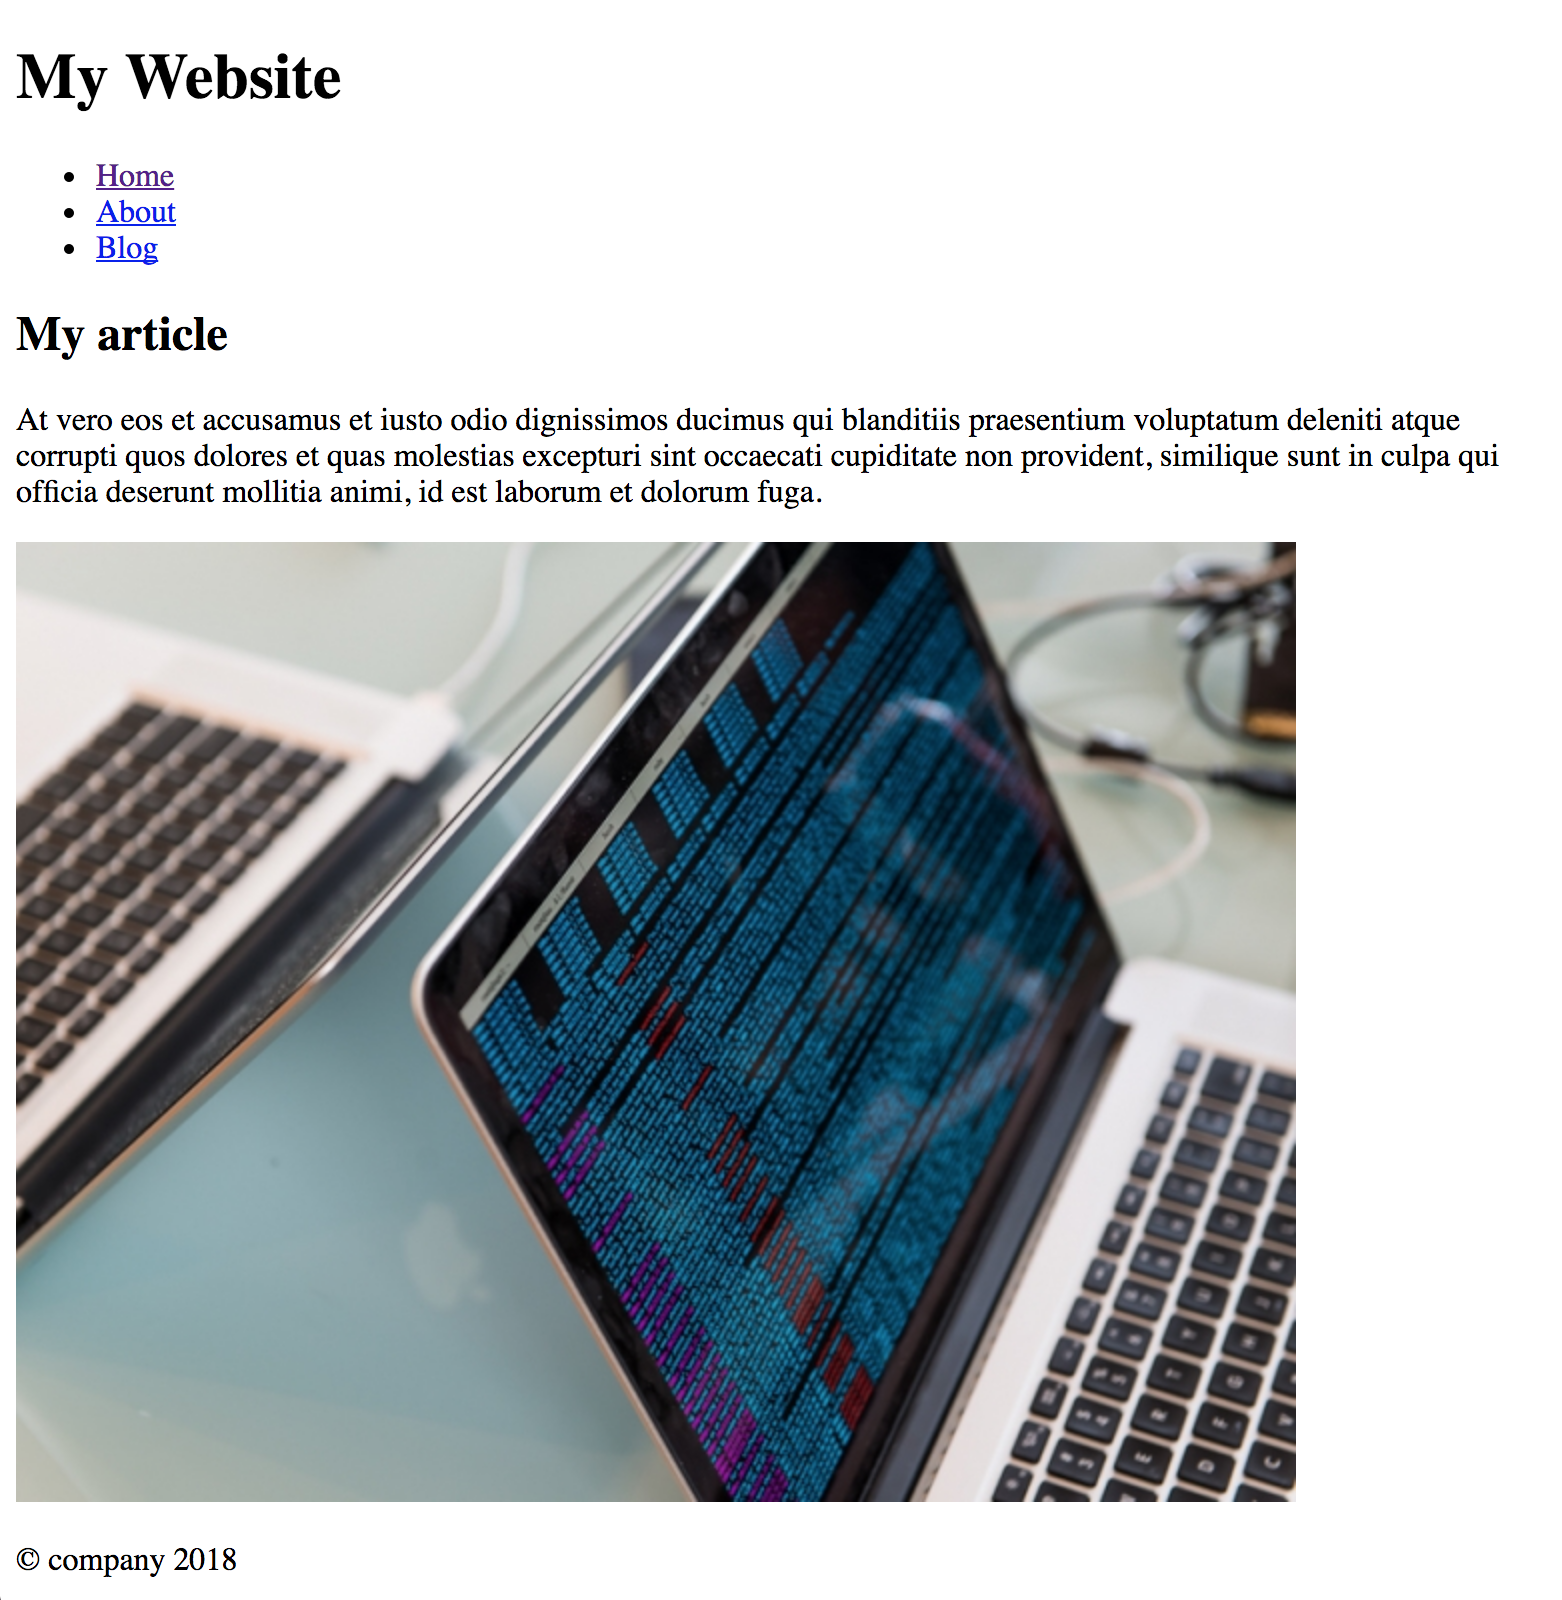 My Website
Home
About
Blog
My article
At vero eos et accusamus et iusto odio dignissimos ducimus qui blanditiis praesentium voluptatum deleniti atque
corrupti quos dolores et quas molestias excepturi sint occaecati cupiditate non provident, similique sunt in culpa qui
officia deserunt mollitia animi, id est laborum et dolorum fuga.
© company 2018